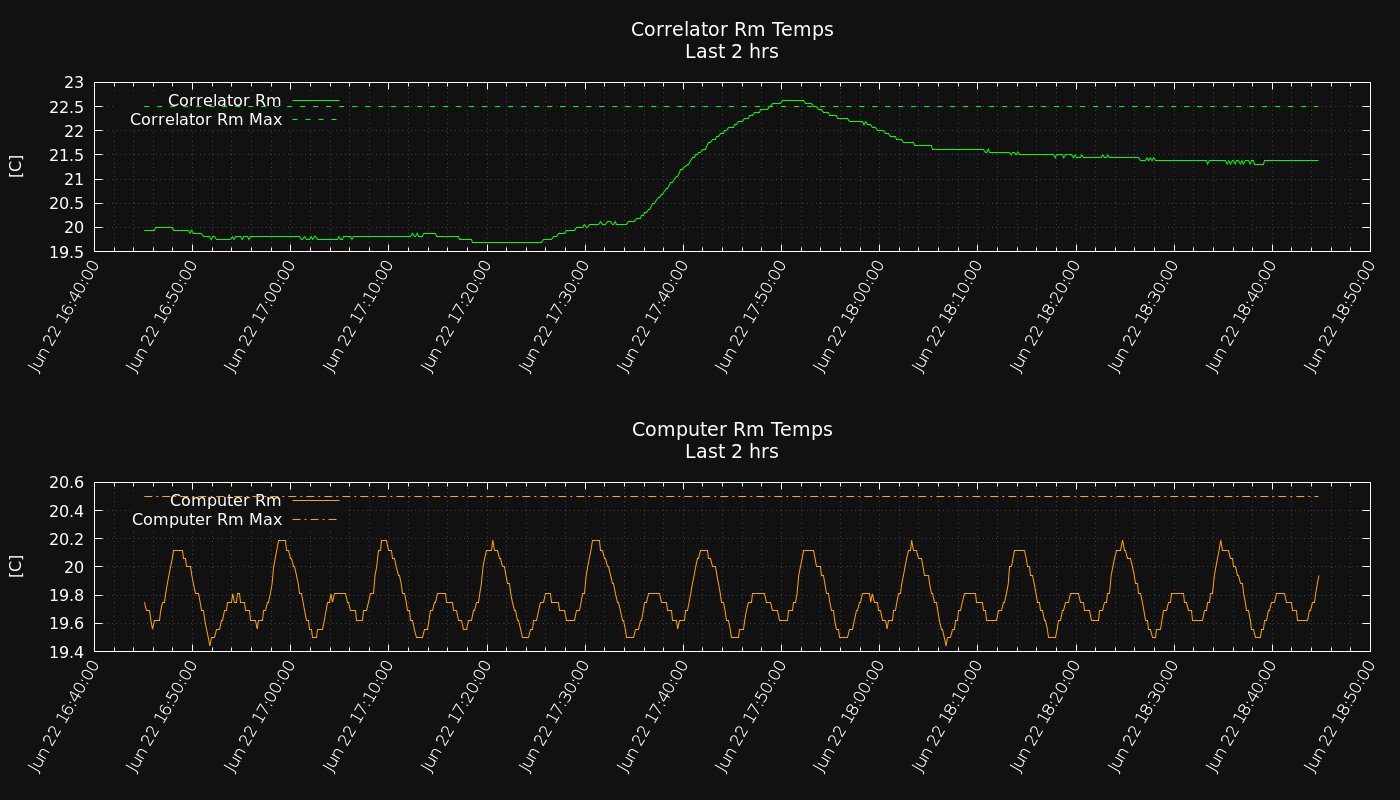 Correlator Rm Temps
Last 2 hrs
23
22.5
22
21.5
21
20.5
20
19.5
[C]
Correlator Rm
Correlator Rm Max
Jun 22 16:40:00
Jun 22 16:50:00
Jun 22 17:00:00
Jun 22 17:10:00
Jun 22 17:20:00
Jun 22 17:30:00
Jun 22 17:40:00
Jun 22 17:50:00
Jun 22 18:00:00
Jun 22 18:10:00
Jun 22 18:20:00
Jun 22 18:30:00
Jun 22 18:40:00
Jun 22 18:50:00
Computer Rm Temps
Last 2 hrs
20.6
20.4
20.2
20
19.8
19.6
19.4
[C]
Computer Rm
Computer Rm Max
Jun 22 16:40:00
Jun 22 16:50:00
Jun 22 17:00:00
Jun 22 17:10:00
Jun 22 17:20:00
Jun 22 17:30:00
Jun 22 17:40:00
Jun 22 17:50:00
Jun 22 18:00:00
Jun 22 18:10:00
Jun 22 18:20:00
Jun 22 18:30:00
Jun 22 18:40:00
Jun 22 18:50:00